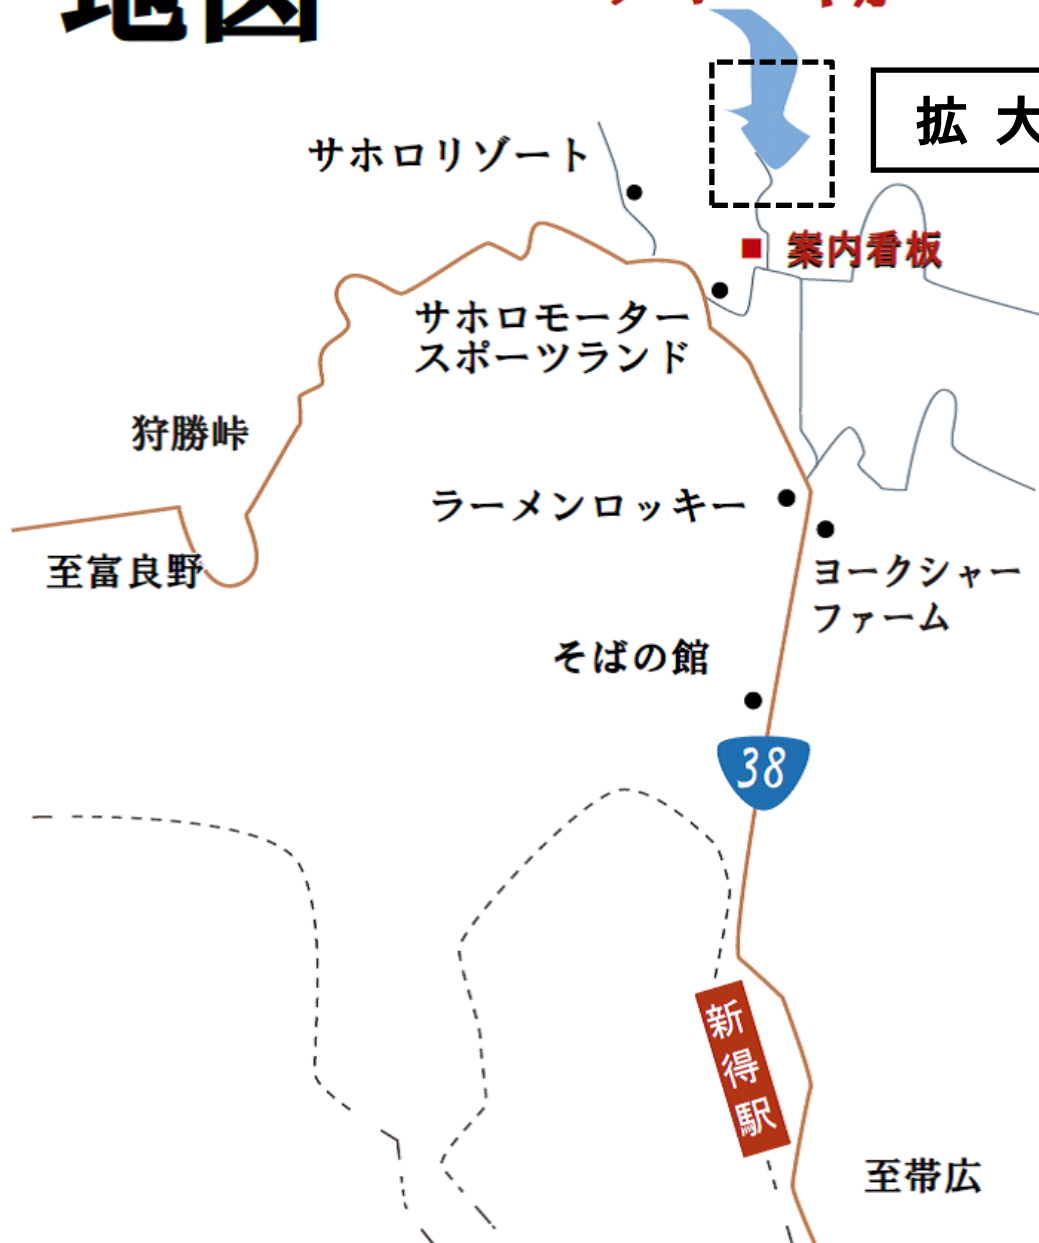 地図
拡大
サホロリゾート
案内看板
サホロモーター
スポーツランド
狩勝峠
ラーメンロッキー
至富良野
ヨークシャー
ファーム
そばの館
38
新得駅
至帯広